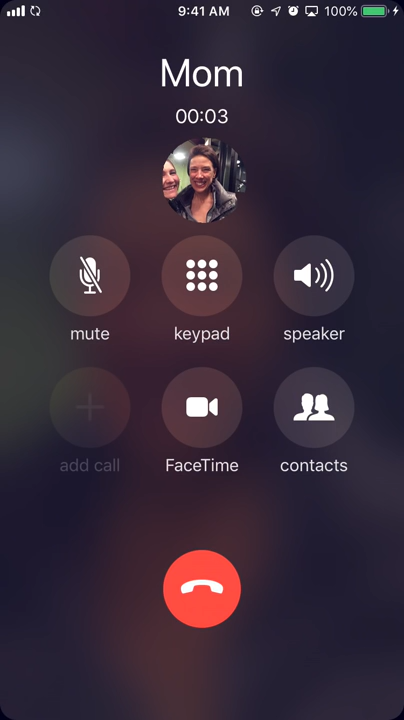 9:41 AM 100%
Mom
00:03
mute keypad speaker
add call FaceTime contacts